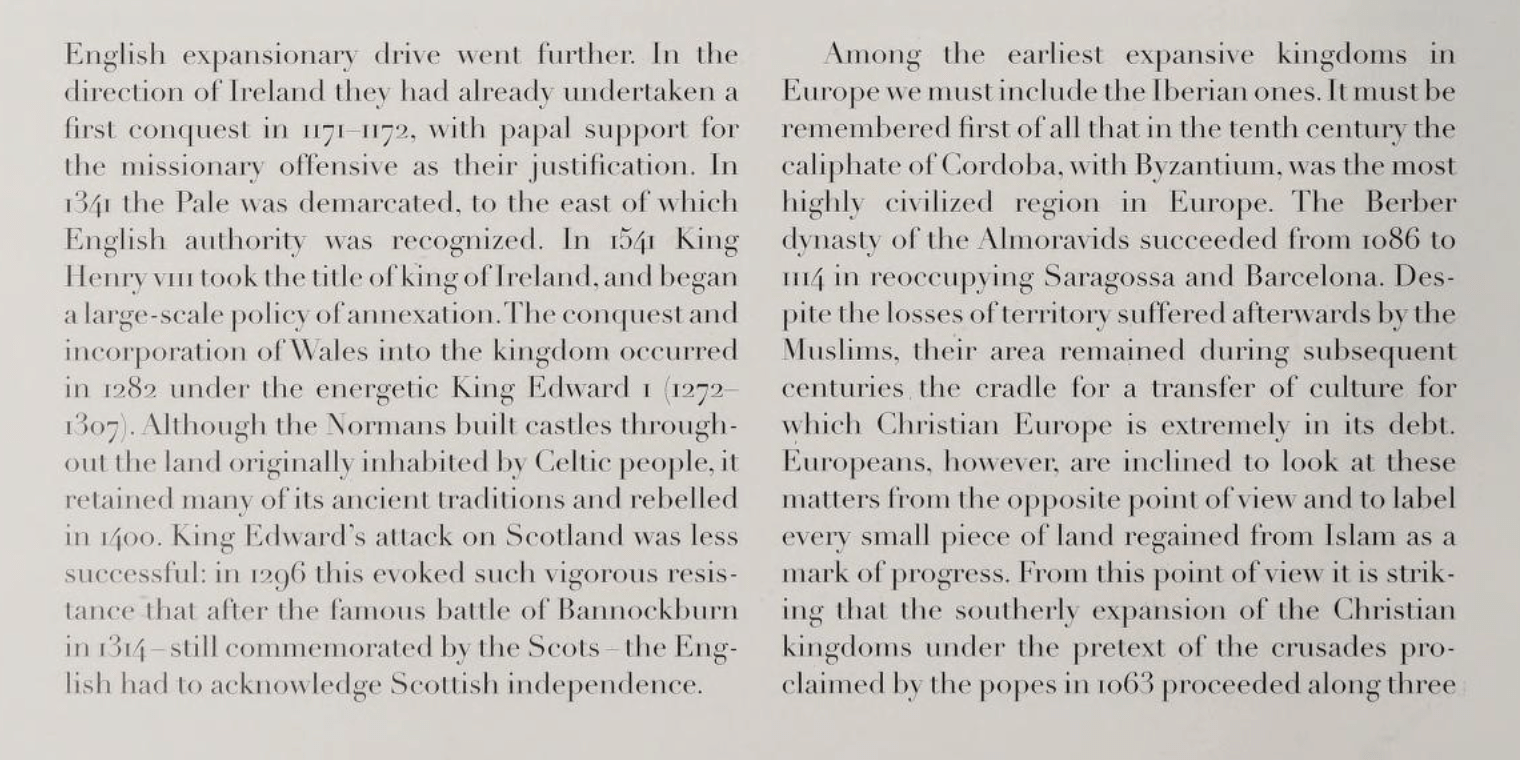 English expansionary drive went further. In the
direction of Ireland they had already undertaken a
first conquest in 1171–1172, with papal support for
the missionary offensive as their justification. In
1341 the Pale was demarcated, to the east of which
English authority was recognized. In 1541 King
Henry VIII took the title of king of Ireland, and began
a large-scale policy of annexation. The conquest and
incorporation of Wales into the kingdom occurred
in 1282 under the energetic King Edward I (1272–
1307). Although the Normans built castles through-
out the land originally inhabited by Celtic people, it
retained many of its ancient traditions and rebelled
in 1400. King Edward's attack on Scotland was less
successful: in 1296 this evoked such vigorous resis-
tance that after the famous battle of Bannockburn
in 1314 – still commemorated by the Scots – the Eng-
lish had to acknowledge Scottish independence.
Among the earliest expansive kingdoms in
Europe we must include the Iberian ones. It must be
remembered first of all that in the tenth century the
caliphate of Cordoba, with Byzantium, was the most
highly civilized region in Europe. The Berber
dynasty of the Almoravids succeeded from 1086 to
1114 in reoccupying Saragossa and Barcelona. Des-
pite the losses of territory suffered afterwards by the
Muslims, their area remained during subsequent
centuries the cradle for a transfer of culture for
which Christian Europe is extremely in its debt.
Europeans, however, are inclined to look at these
matters from the opposite point of view and to label
every small piece of land regained from Islam as a
mark of progress. From this point of view it is strik-
ing that the southerly expansion of the Christian
kingdoms under the pretext of the crusades pro-
claimed by the popes in 1063 proceeded along three